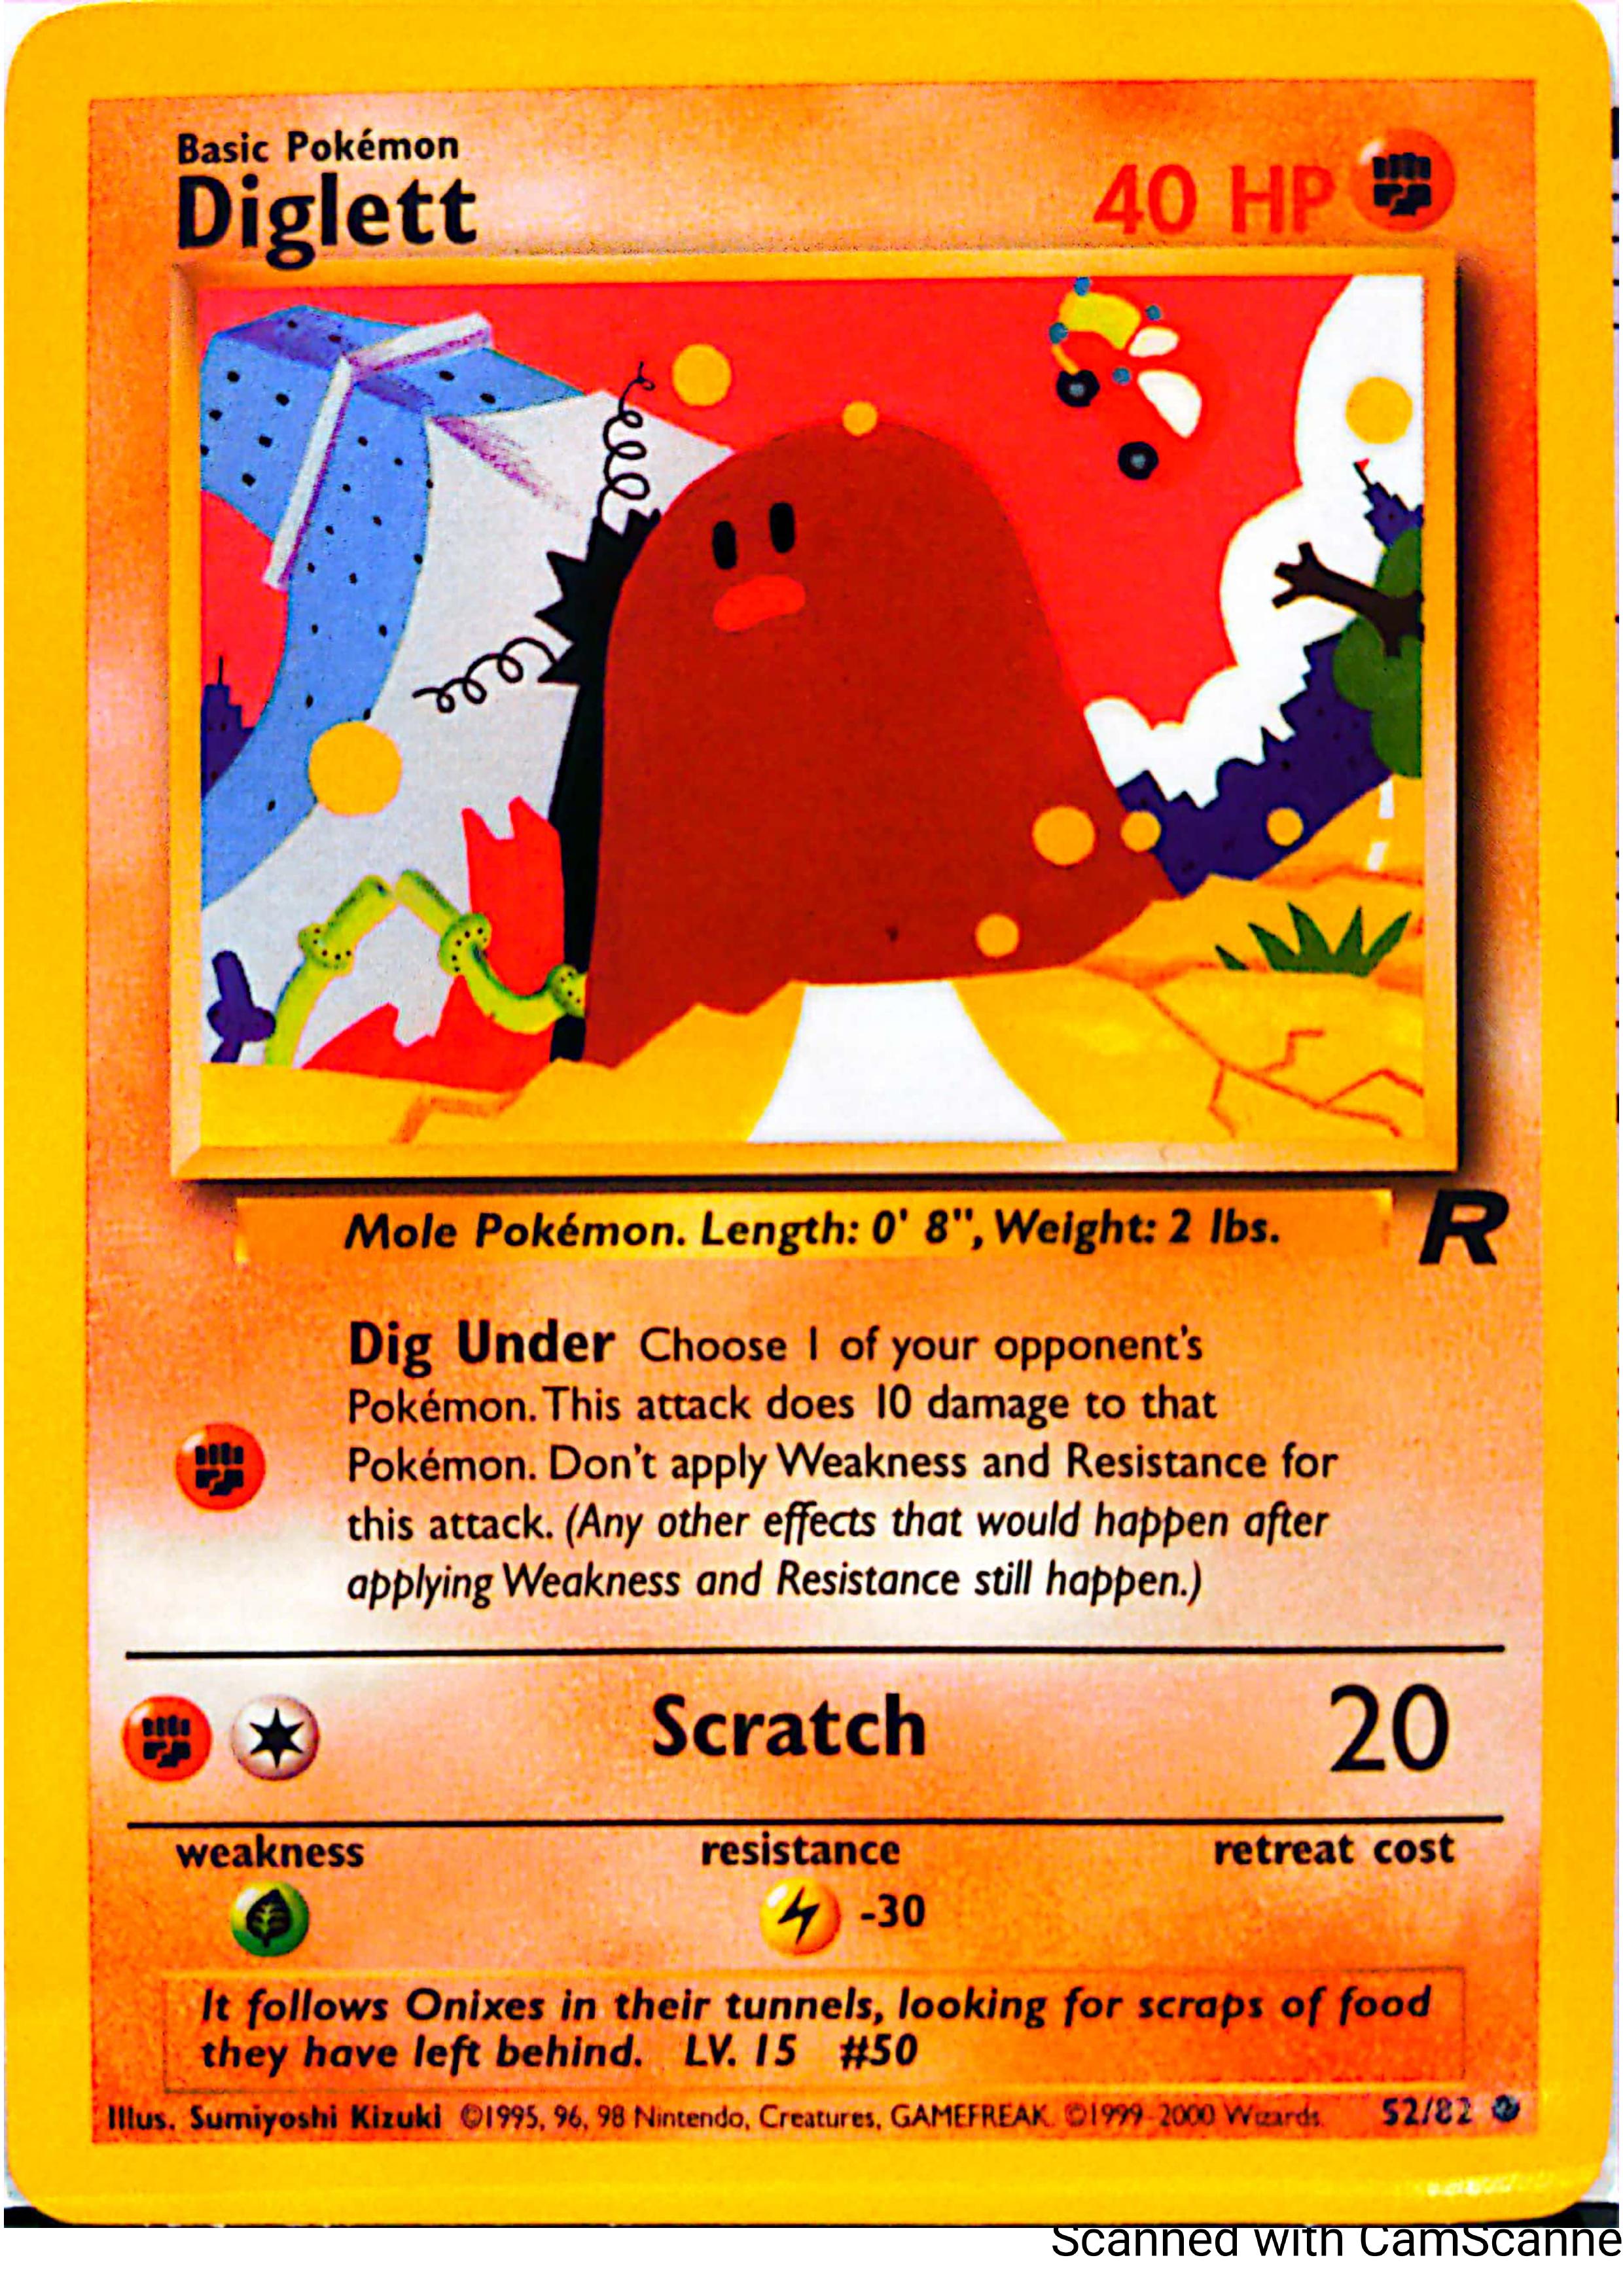 Basic Pokémon
Diglett
40 HP
Mole Pokémon. Length: 0' 8", Weight: 2 lbs.
R
Dig Under Choose 1 of your opponent's
Pokémon. This attack does 10 damage to that
Pokémon. Don't apply Weakness and Resistance for
this attack. (Any other effects that would happen after
applying Weakness and Resistance still happen.)
Scratch 20
weakness resistance retreat cost
-30
It follows Onixes in their tunnels, looking for scraps of food
they have left behind. LV. 15 #50
Illus. Sumiyoshi Kizuki ©1995, 96, 98 Nintendo, Creatures, GAMEFREAK. ©1999-2000 Wizards. 52/82
Scanned with CamScanne